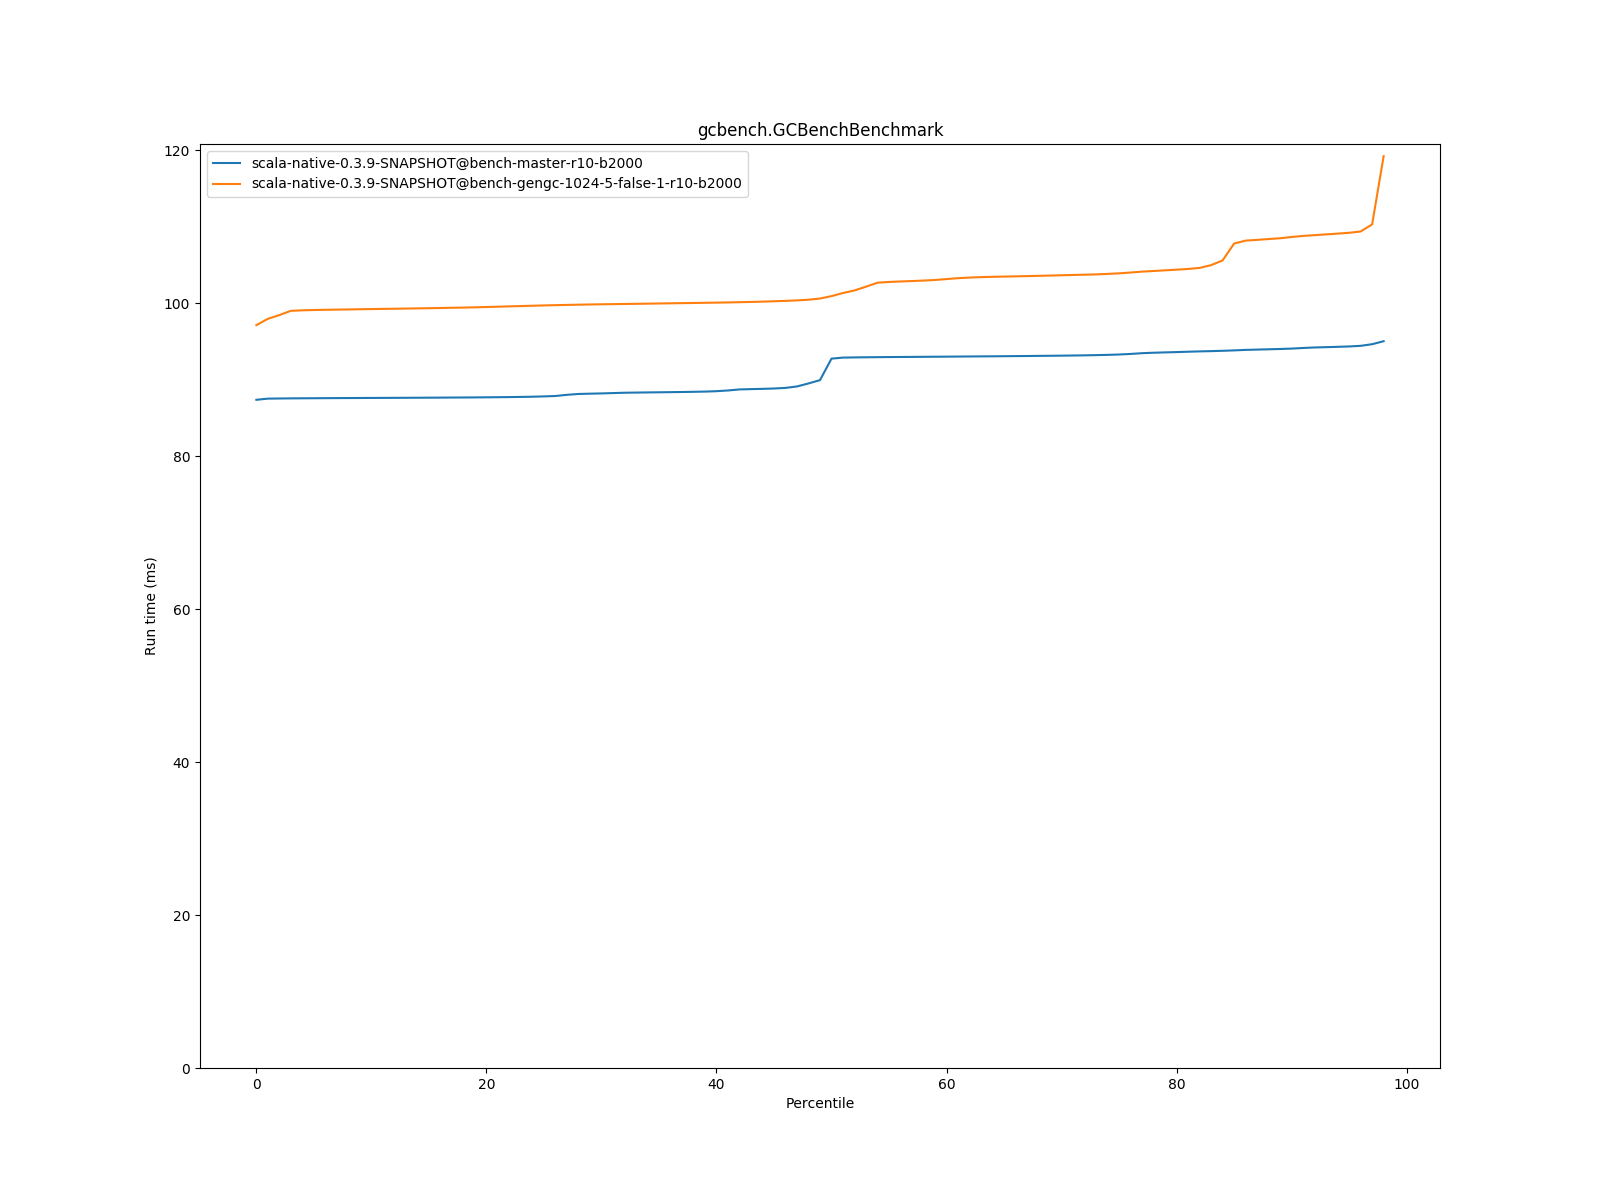 gcbench.GCBenchBenchmark
scala-native-0.3.9-SNAPSHOT@bench-master-r10-b2000
scala-native-0.3.9-SNAPSHOT@bench-gengc-1024-5-false-1-r10-b2000
120
100
80
60
40
20
0
Run time (ms)
0 20 40 60 80 100
Percentile